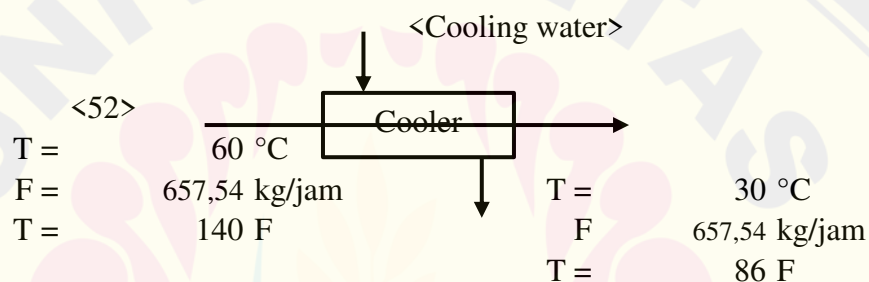 <Cooling water>
<52>
Cooler
T = 60 °C
F = 657,54 kg/jam
T = 140 F
T = 30 °C
F 657,54 kg/jam
T = 86 F